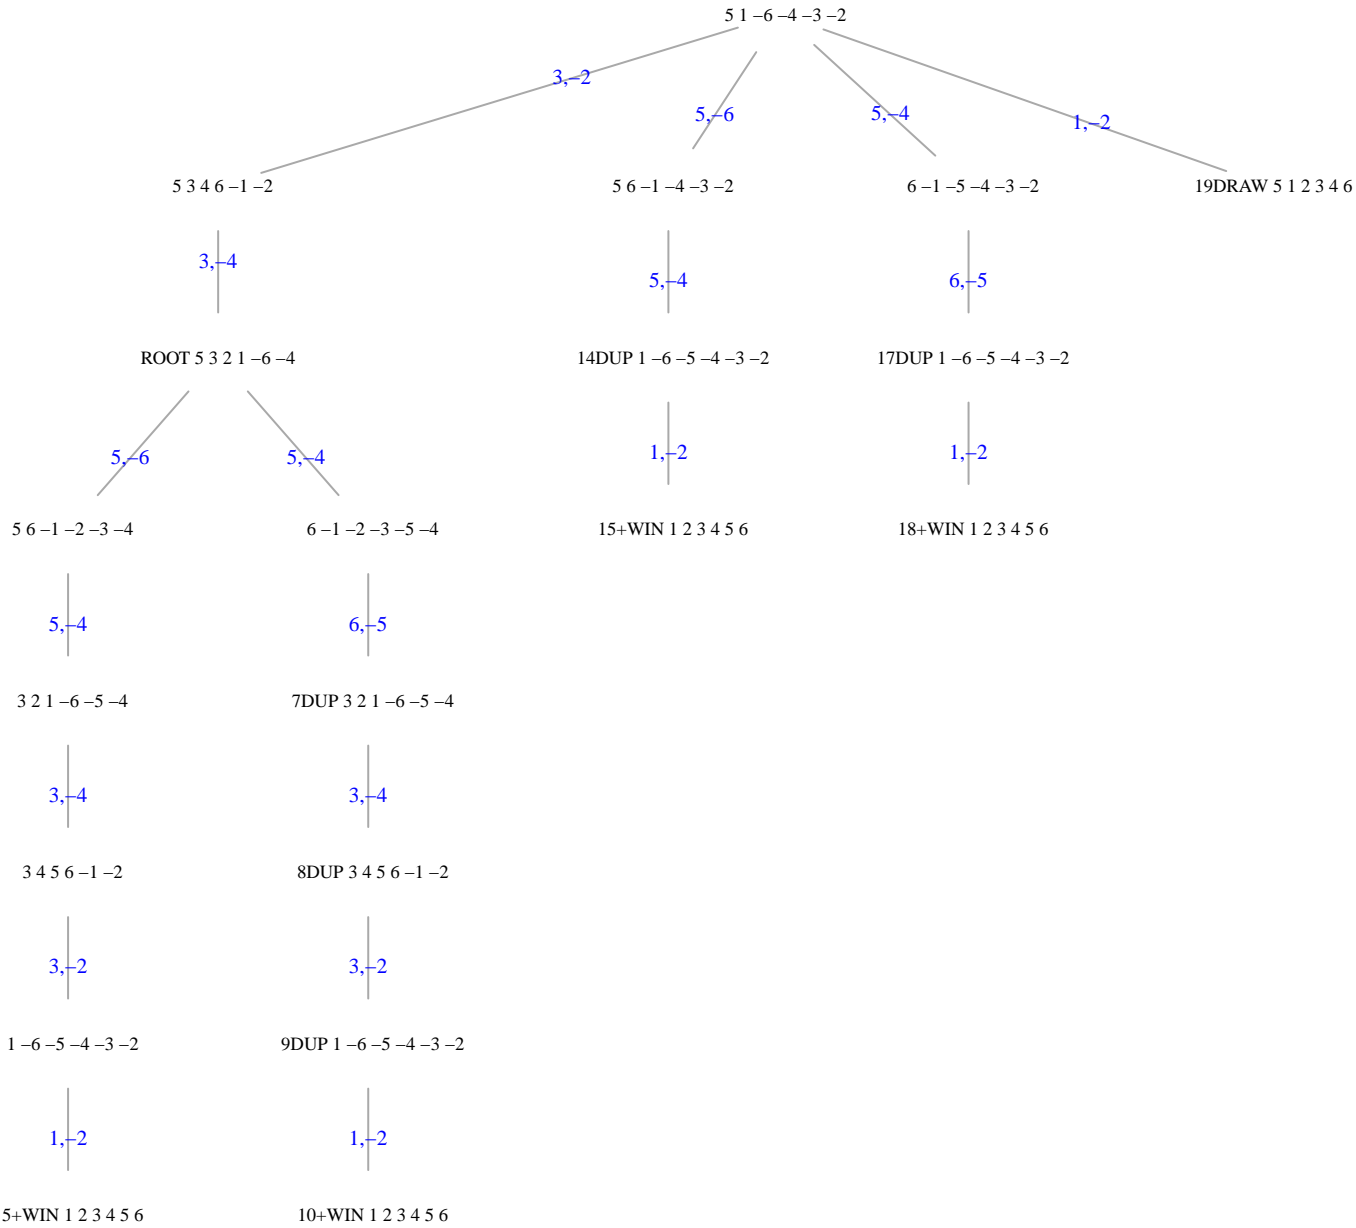 5 1 –6 –4 –3 –2
3,–2
5,–6
5,–4
1,–2
5 3 4 6 –1 –2
5 6 –1 –4 –3 –2
6 –1 –5 –4 –3 –2
19DRAW 5 1 2 3 4 6
3,–4
5,–4
6,–5
ROOT 5 3 2 1 –6 –4
14DUP 1 –6 –5 –4 –3 –2
17DUP 1 –6 –5 –4 –3 –2
5,–6
5,–4
1,–2
1,–2
5 6 –1 –2 –3 –4
6 –1 –2 –3 –5 –4
15+WIN 1 2 3 4 5 6
18+WIN 1 2 3 4 5 6
5,–4
6,–5
3 2 1 –6 –5 –4
7DUP 3 2 1 –6 –5 –4
3,–4
3,–4
3 4 5 6 –1 –2
8DUP 3 4 5 6 –1 –2
3,–2
3,–2
1 –6 –5 –4 –3 –2
9DUP 1 –6 –5 –4 –3 –2
1,–2
1,–2
5+WIN 1 2 3 4 5 6
10+WIN 1 2 3 4 5 6